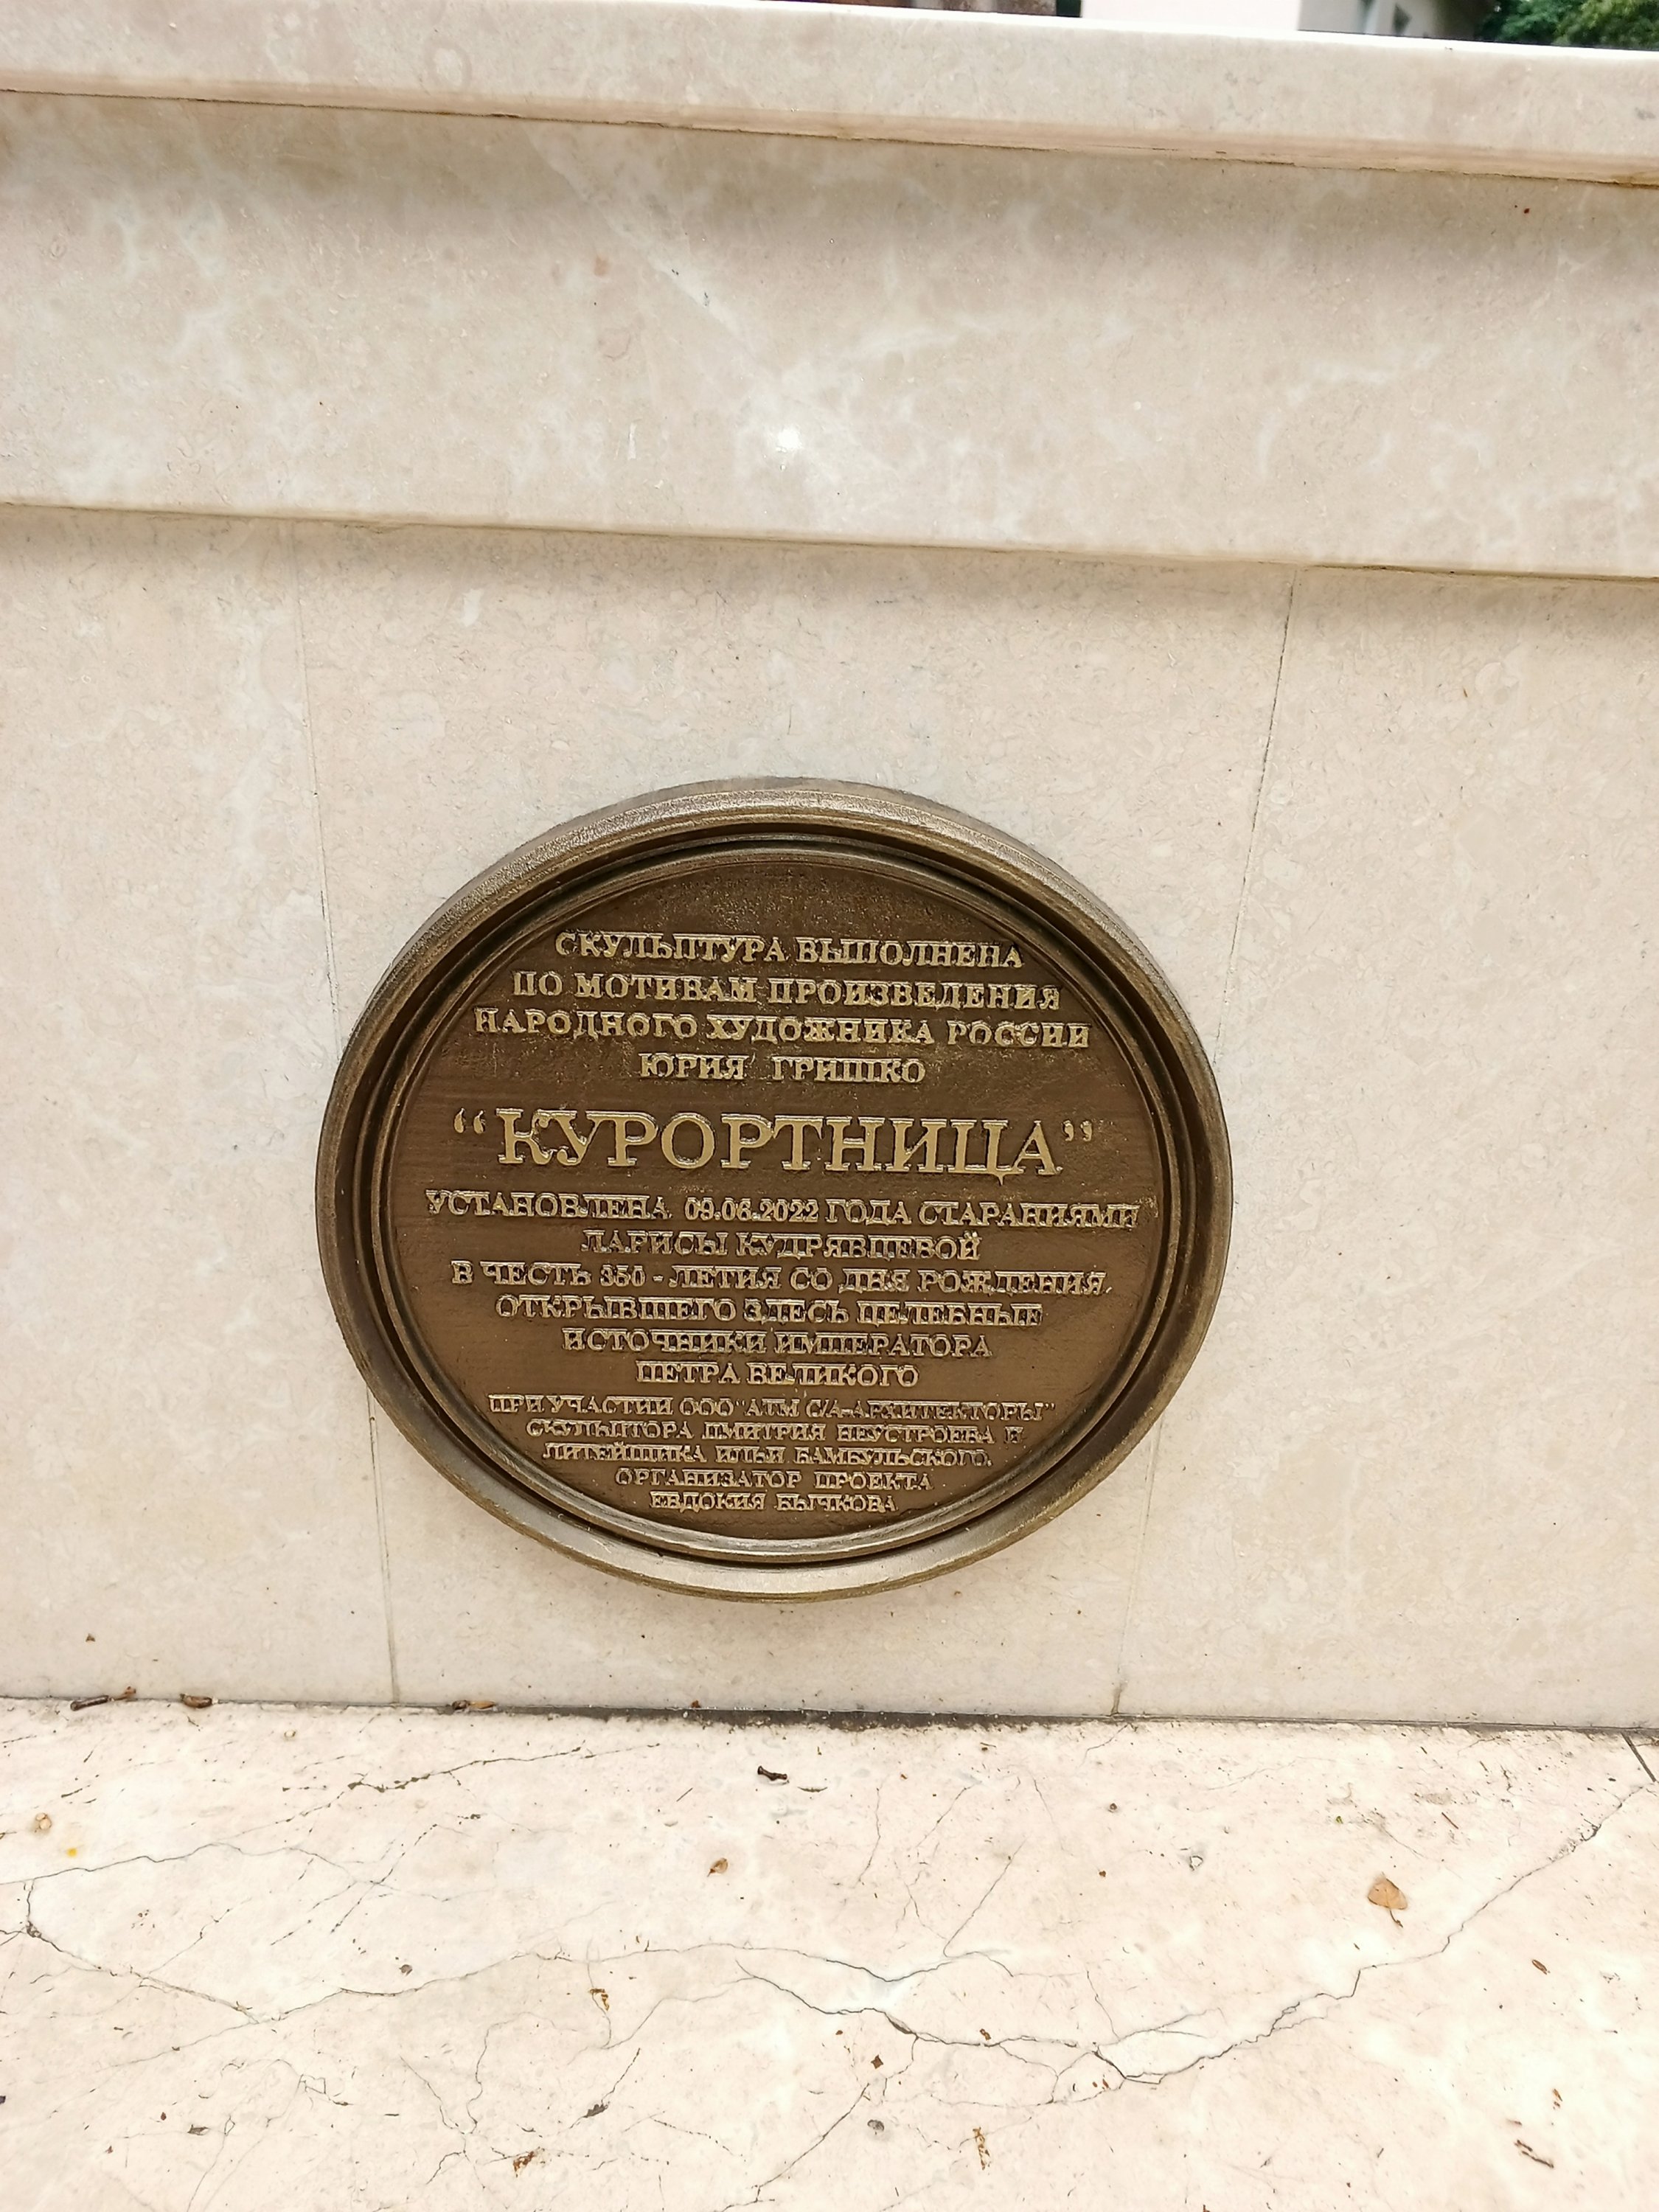 СКУЛЬПТУРА ВЫПОЛНЕНА
ПО МОТИВАМ ПРОИЗВЕДЕНИЯ
НАРОДНОГО ХУДОЖНИКА РОССИИ
ЮРИЯ ГРИШКО
“КУРОРТНИЦА”
УСТАНОВЛЕНА 09.06.2022 ГОДА СТАРАНИЯМИ
ЛАРИСЫ КУДРЯВЦЕВОЙ
В ЧЕСТЬ 350 - ЛЕТИЯ СО ДНЯ РОЖДЕНИЯ,
ОТКРЫВШЕГО ЗДЕСЬ ЦЕЛЕБНЫЕ
ИСТОЧНИКИ ИМПЕРАТОРА
ПЕТРА ВЕЛИКОГО
ПРИ УЧАСТИИ ООО "АТМ С/А-АРХИТЕКТОРЫ"
СКУЛЬПТОРА ДМИТРИЯ НЕУСТРОЕВА И
ЛИТЕЙЩИКА ИЛЬИ БАМБУЛЬСКОГО.
ОРГАНИЗАТОР ПРОЕКТА
ЕВДОКИЯ БЫЧКОВА